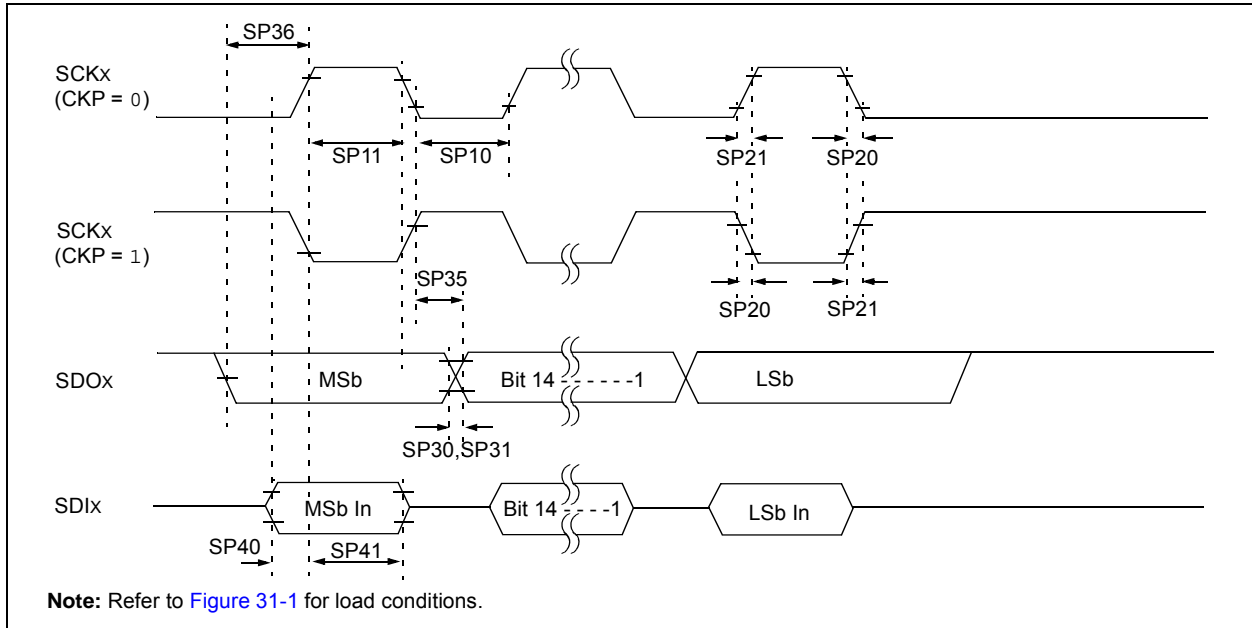 SP36
SCKx
(CKP = 0)
SP11
SP10
SP21
SP20
SCKx
(CKP = 1)
SP35
SP20
SP21
SDOx
MSb
Bit 14 - - - - - -1
LSb
SP30,SP31
SDIx
MSb In
Bit 14 - - - - -1
LSb In
SP40
SP41
Note: Refer to Figure 31-1 for load conditions.